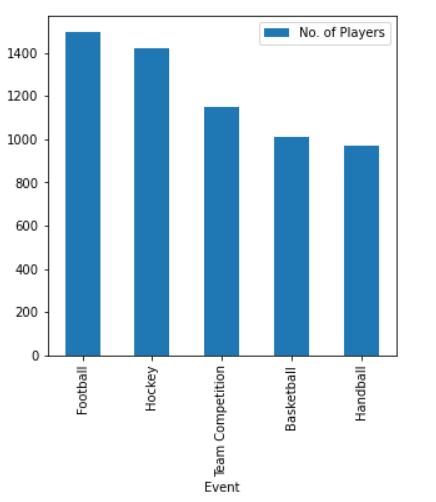 No. of Players
1400
1200
1000
800
600
400
200
0
Football
Hockey
Team Competition
Basketball
Handball
Event